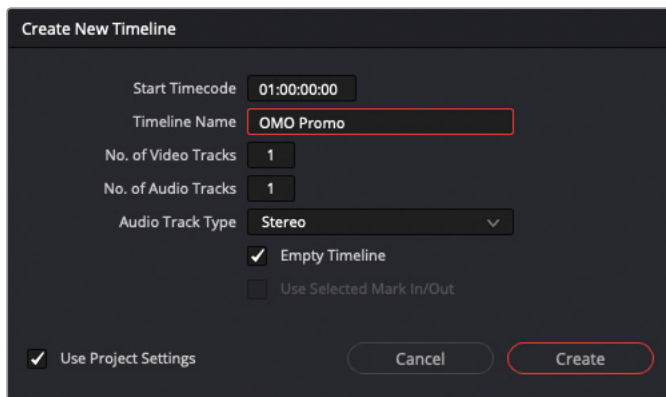 Create New Timeline
Start Timecode 01:00:00:00
Timeline Name OMO Promo
No. of Video Tracks 1
No. of Audio Tracks 1
Audio Track Type Stereo
Empty Timeline
Use Selected Mark In/Out
Use Project Settings Cancel Create